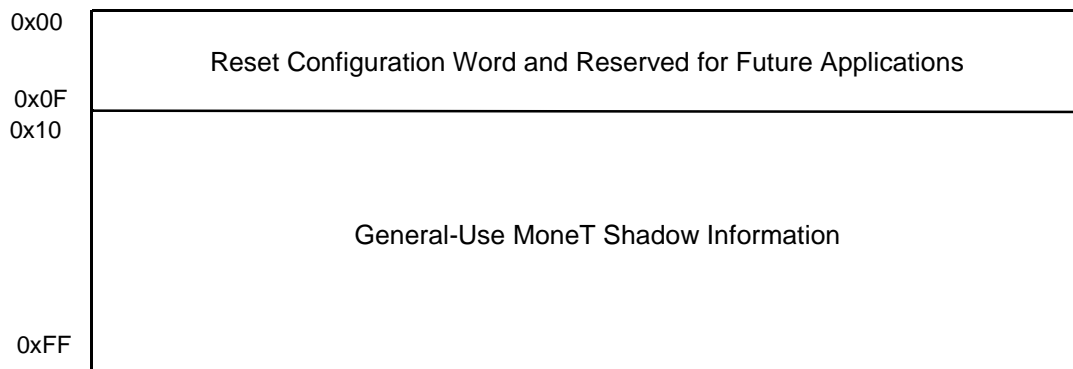 0x00
Reset Configuration Word and Reserved for Future Applications
0x0F
0x10
General-Use MoneT Shadow Information
0xFF